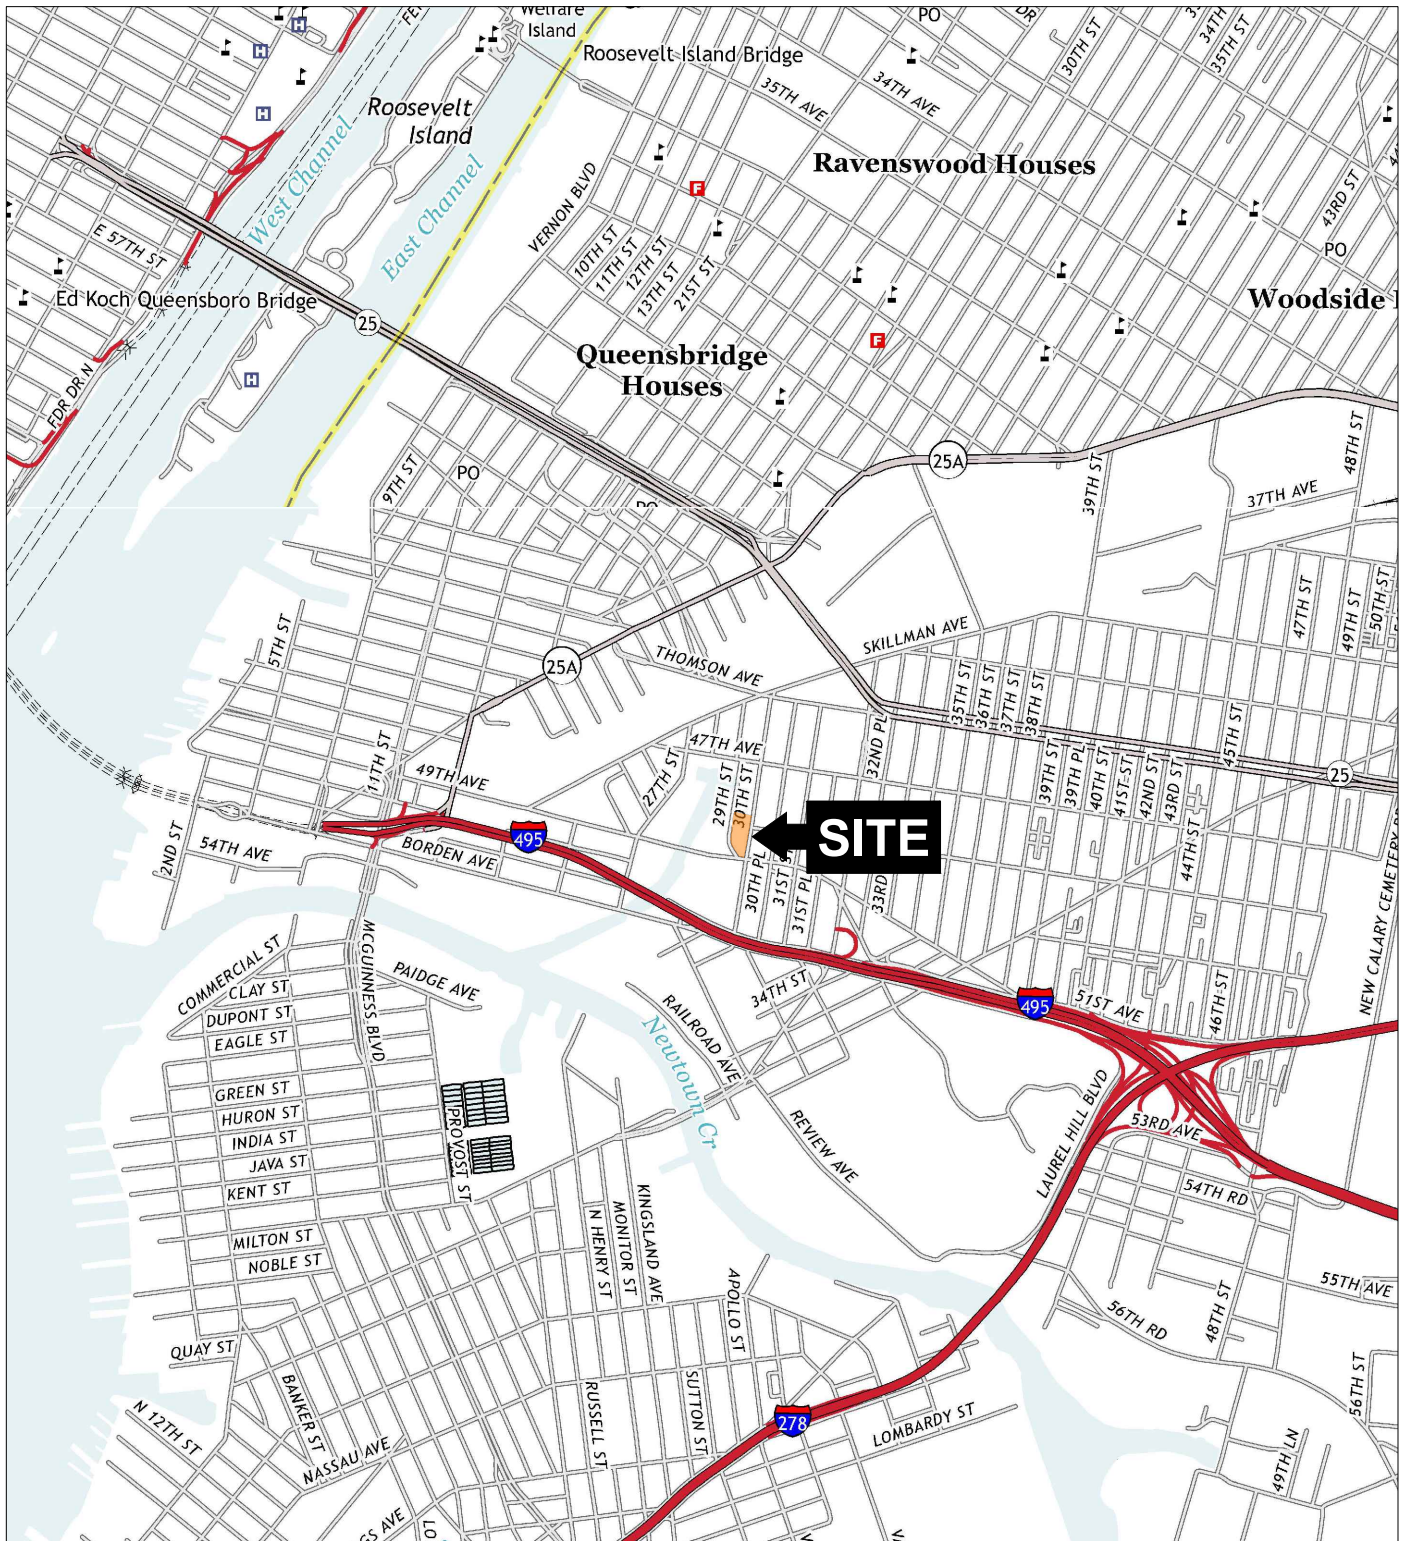 Welfare
Island
PO
DR
30TH ST
34TH
35TH ST
Roosevelt Island Bridge
35TH AVE
34TH AVE
Roosevelt
Island
West Channel
East Channel
VERNON BLVD
Ravenswood Houses
43RD ST
PO
E 57TH ST
10TH ST
11TH ST
12TH ST
13TH ST
21ST ST
Ed Koch Queensboro Bridge
25
Woodside
Queensbridge
Houses
FDR DR N
9TH ST
PO
PO
25A
39TH ST
48TH ST
37TH AVE
5TH ST
25A
THOMSON AVE
SKILLMAN AVE
47TH ST
49TH ST
50TH ST
35TH ST
36TH ST
37TH ST
38TH ST
32ND PL
45TH ST
11TH ST
49TH AVE
47TH AVE
27TH ST
29TH ST
30TH ST
39TH ST
39TH PL
40TH ST
41ST ST
42ND ST
43RD ST
25
SITE
2ND ST
54TH AVE
BORDEN AVE
495
30TH PL
31ST
31ST PL
33RD
44TH ST
NEW CALARY CEMETERY
MCGUINNESS BLVD
COMMERCIAL ST
CLAY ST
DUPONT ST
EAGLE ST
PAIDGE AVE
34TH ST
RAILROAD AVE
Newtown Cr
495
51ST AVE
46TH ST
GREEN ST
HURON ST
INDIA ST
JAVA ST
KENT ST
PROVOST ST
REVIEW AVE
LAUREL HILL BLVD
53RD AVE
54TH RD
MILTON ST
NOBLE ST
N HENRY ST
MONITOR ST
KINGSLAND AVE
APOLLO ST
55TH AVE
56TH RD
48TH ST
QUAY ST
BANKER ST
N 12TH ST
NASSAU AVE
RUSSELL ST
SUTTON ST
278
LOMBARDY ST
56TH ST
49TH LN
GS AVE
LO